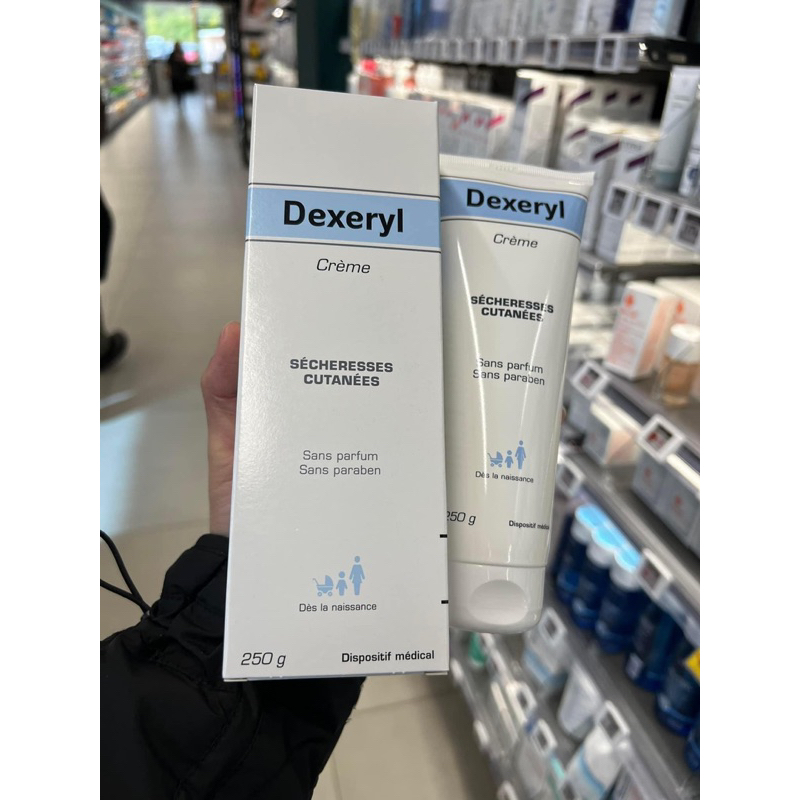 Dexeryl
Crème
SÉCHERESSES
CUTANÉES
Sans parfum
Sans paraben
Dès la naissance
250 g
Dispositif médical
Dexeryl
Crème
SÉCHERESSES
CUTANÉES
Sans parfum
Sans paraben
Dès la naissance
250 g
Dispositif médical